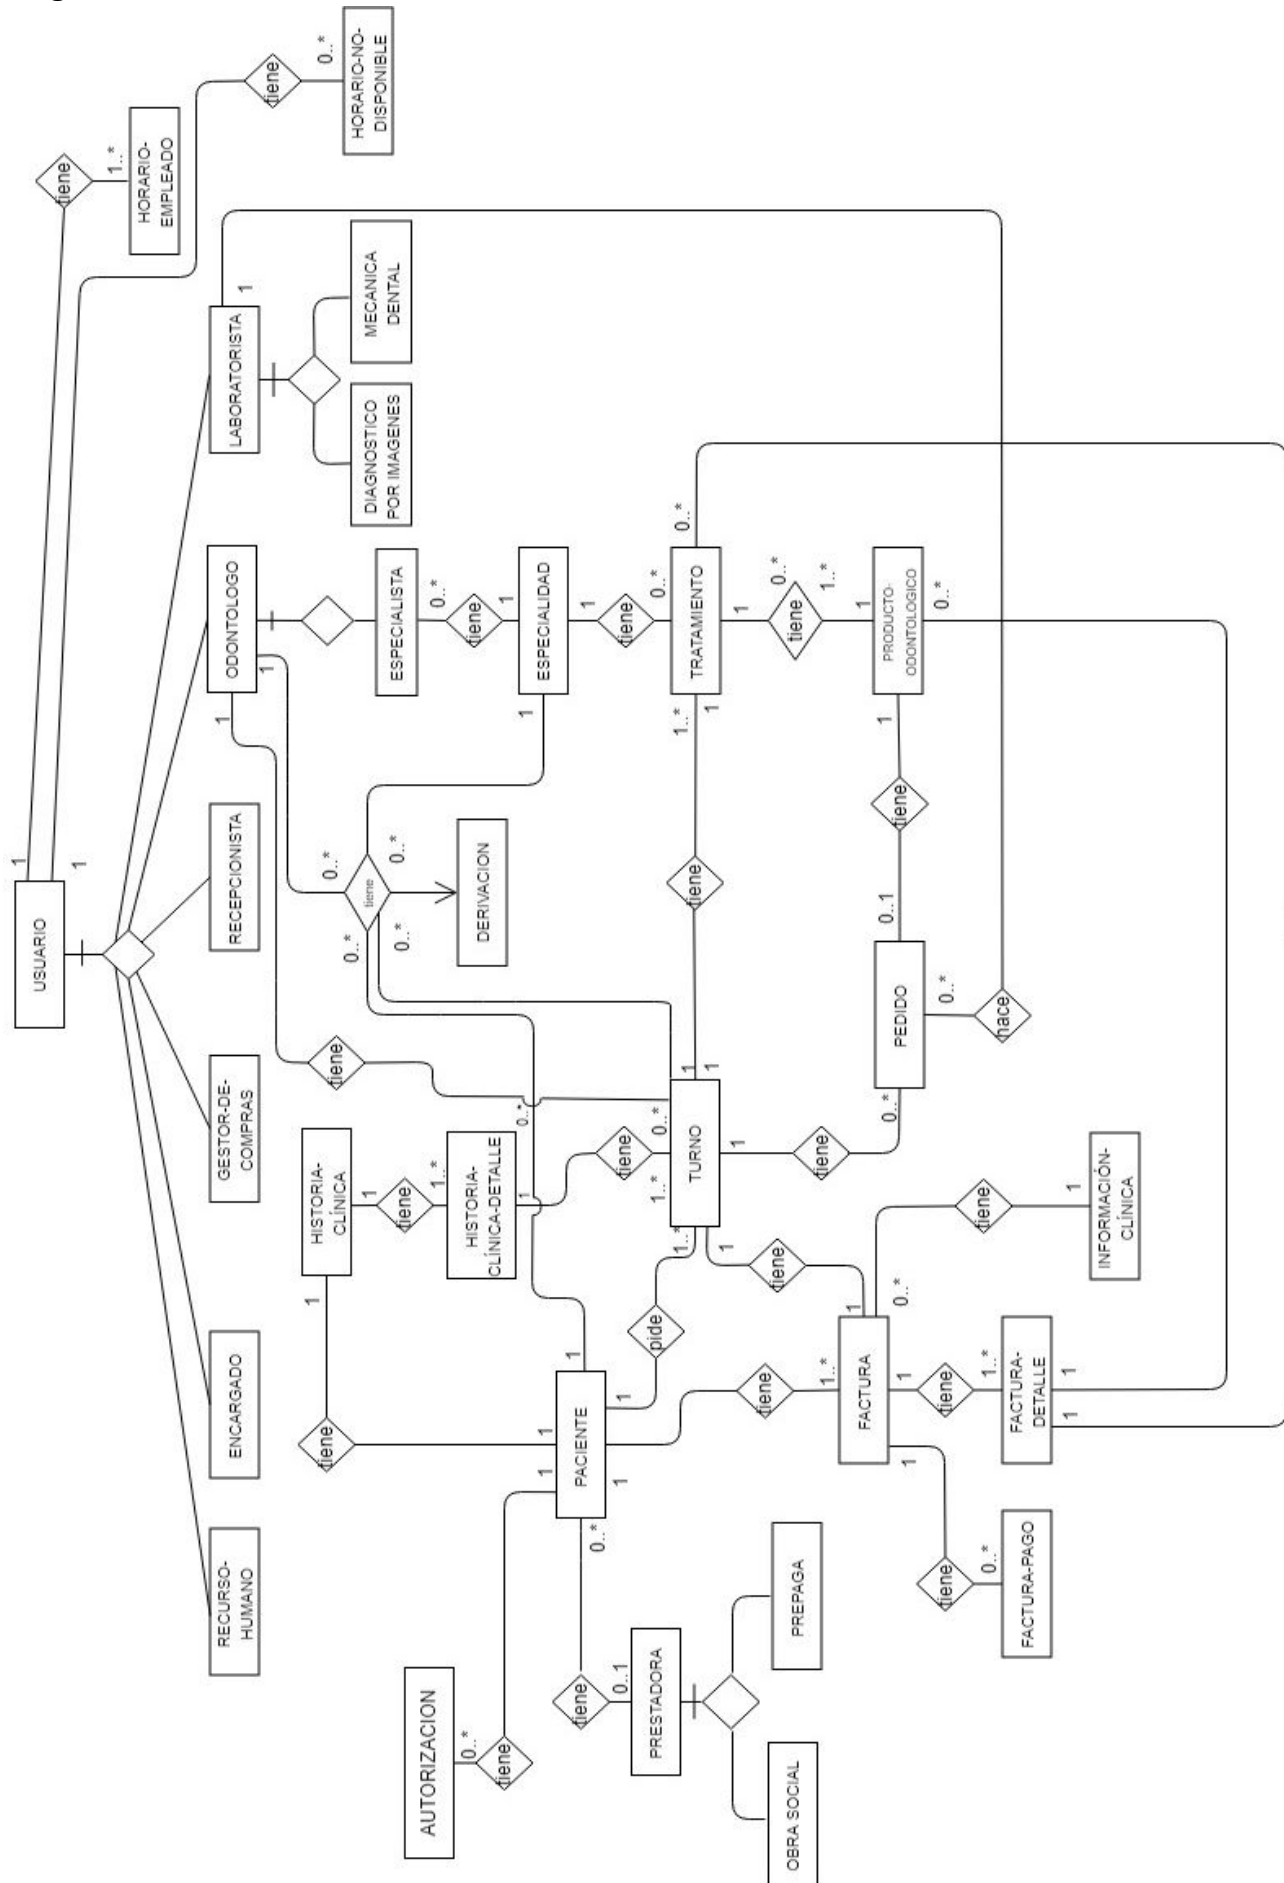 USUARIO
1
1
tiene
1..*
HORARIO-
EMPLEADO
tiene
0..*
HORARIO-NO-
DISPONIBLE
RECURSO-
HUMANO
ENCARGADO
GESTOR-DE-
COMPRAS
RECEPCIONISTA
ODONTOLOGO
1
1
LABORATORISTA
1
DIAGNOSTICO
POR IMAGENES
MECANICA
DENTAL
ESPECIALISTA
0..*
tiene
1
ESPECIALIDAD
1
1
tiene
0..*
tiene
0..*
0..*
0..*
0..*
DERIVACION
tiene
HISTORIA-
CLÍNICA
1
1
tiene
1..*
HISTORIA-
CLÍNICA-DETALLE
1
0..*
tiene
1..*
0..*
tiene
AUTORIZACION
0..*
tiene
1
1
1
PACIENTE
1
1
0..*
tiene
0..1
PRESTADORA
OBRA SOCIAL
PREPAGA
pide
1..*
TURNO
1
1
1
1
tiene
1..*
1
TRATAMIENTO
0..*
1
tiene
0..*
1..*
1
PRODUCTO-
ODONTOLOGICO
0..*
1
tiene
0..1
PEDIDO
0..*
0..*
tiene
hace
tiene
1
tiene
1..*
FACTURA
0..*
1
1
tiene
1..*
FACTURA-
DETALLE
1
1
tiene
0..*
FACTURA-PAGO
tiene
1
INFORMACIÓN-
CLÍNICA